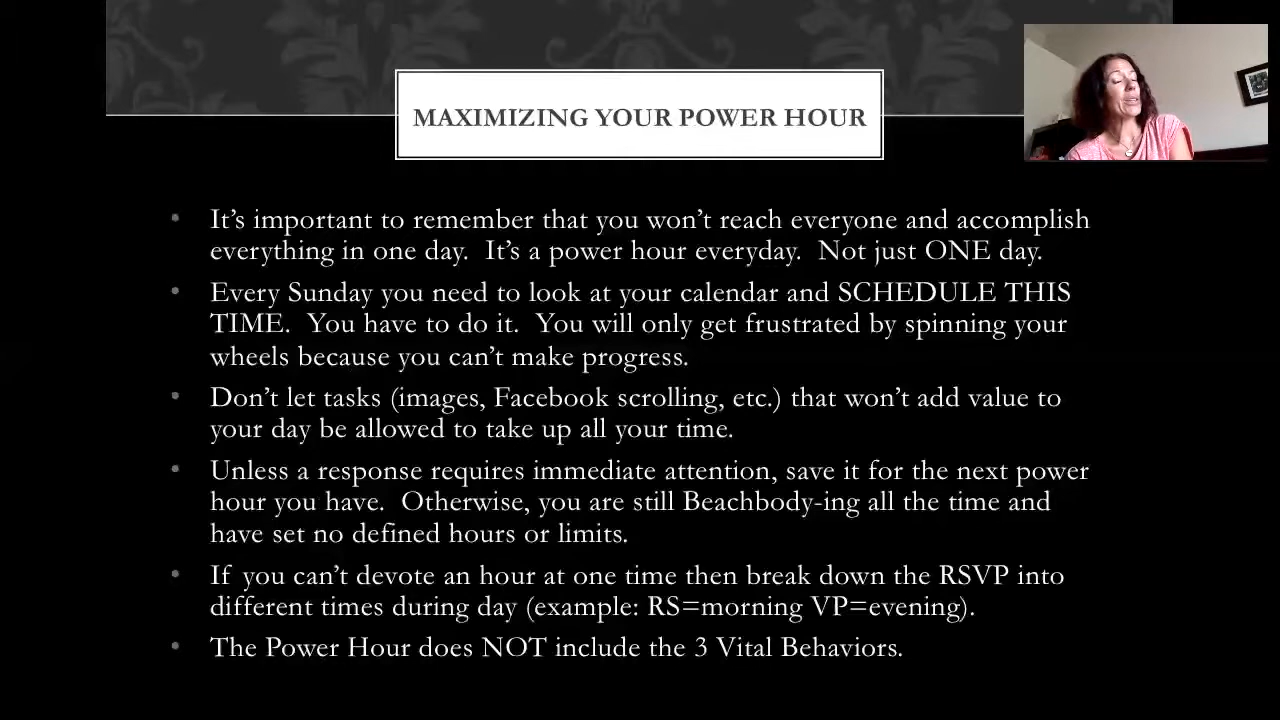 MAXIMIZING YOUR POWER HOUR
It’s important to remember that you won’t reach everyone and accomplish
everything in one day.  It’s a power hour everyday.  Not just ONE day.
Every Sunday you need to look at your calendar and SCHEDULE THIS
TIME.  You have to do it.  You will only get frustrated by spinning your
wheels because you can’t make progress.
Don’t let tasks (images, Facebook scrolling, etc.) that won’t add value to
your day be allowed to take up all your time.
Unless a response requires immediate attention, save it for the next power
hour you have.  Otherwise, you are still Beachbody-ing all the time and
have set no defined hours or limits.
If you can’t devote an hour at one time then break down the RSVP into
different times during day (example: RS=morning VP=evening).
The Power Hour does NOT include the 3 Vital Behaviors.